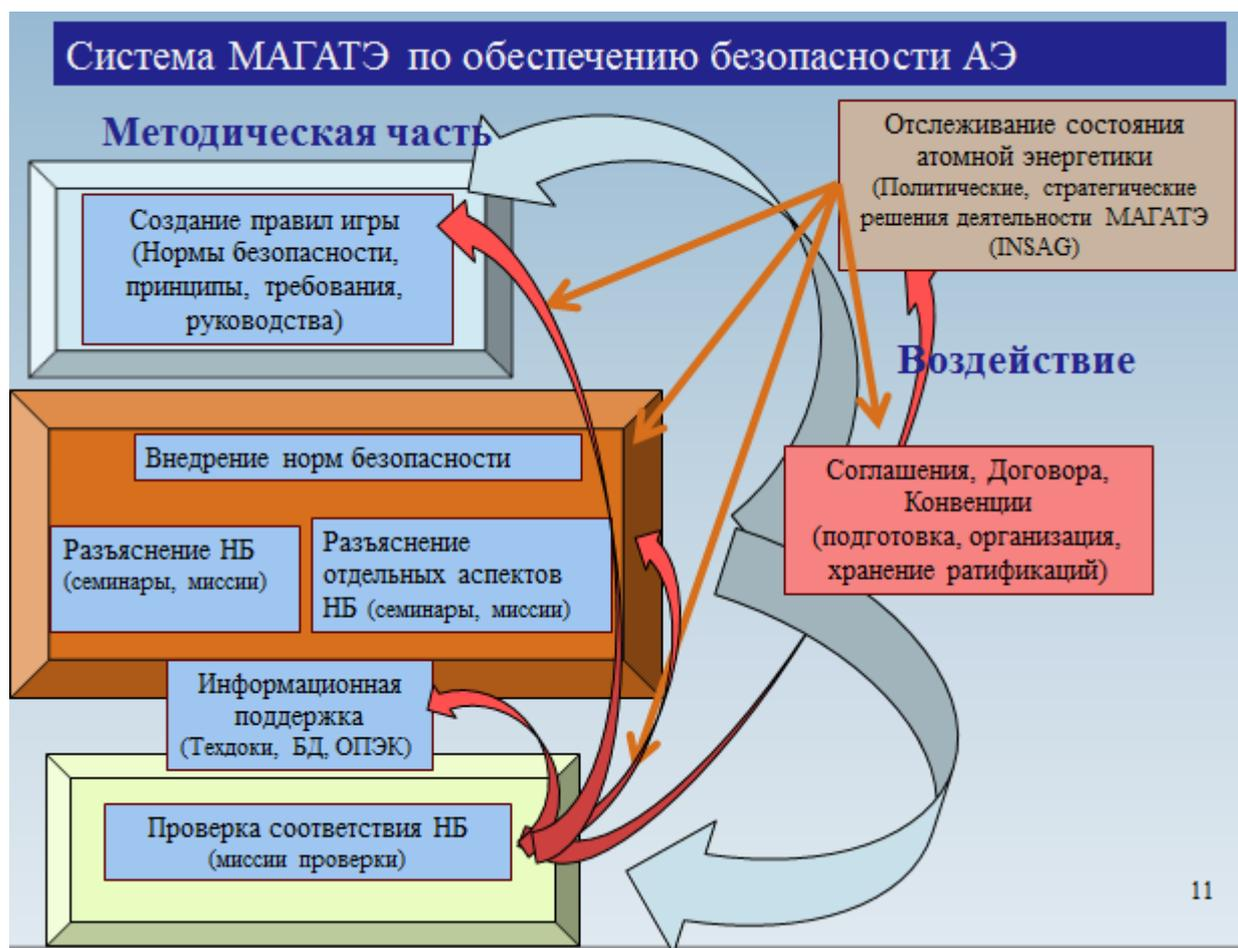 Система МАГАТЭ по обеспечению безопасности АЭ
Методическая часть
Создание правил игры
(Нормы безопасности,
принципы, требования,
руководства)
Отслеживание состояния
атомной энергетики
(Политические, стратегические
решения деятельности МАГАТЭ
(INSAG)
Воздействие
Внедрение норм безопасности
Разъяснение НБ
(семинары, миссии)
Разъяснение
отдельных аспектов
НБ (семинары, миссии)
Соглашения, Договора,
Конвенции
(подготовка, организация,
хранение ратификаций)
Информационная
поддержка
(Техдоки, БД, ОПЭК)
Проверка соответствия НБ
(миссии проверки)
11